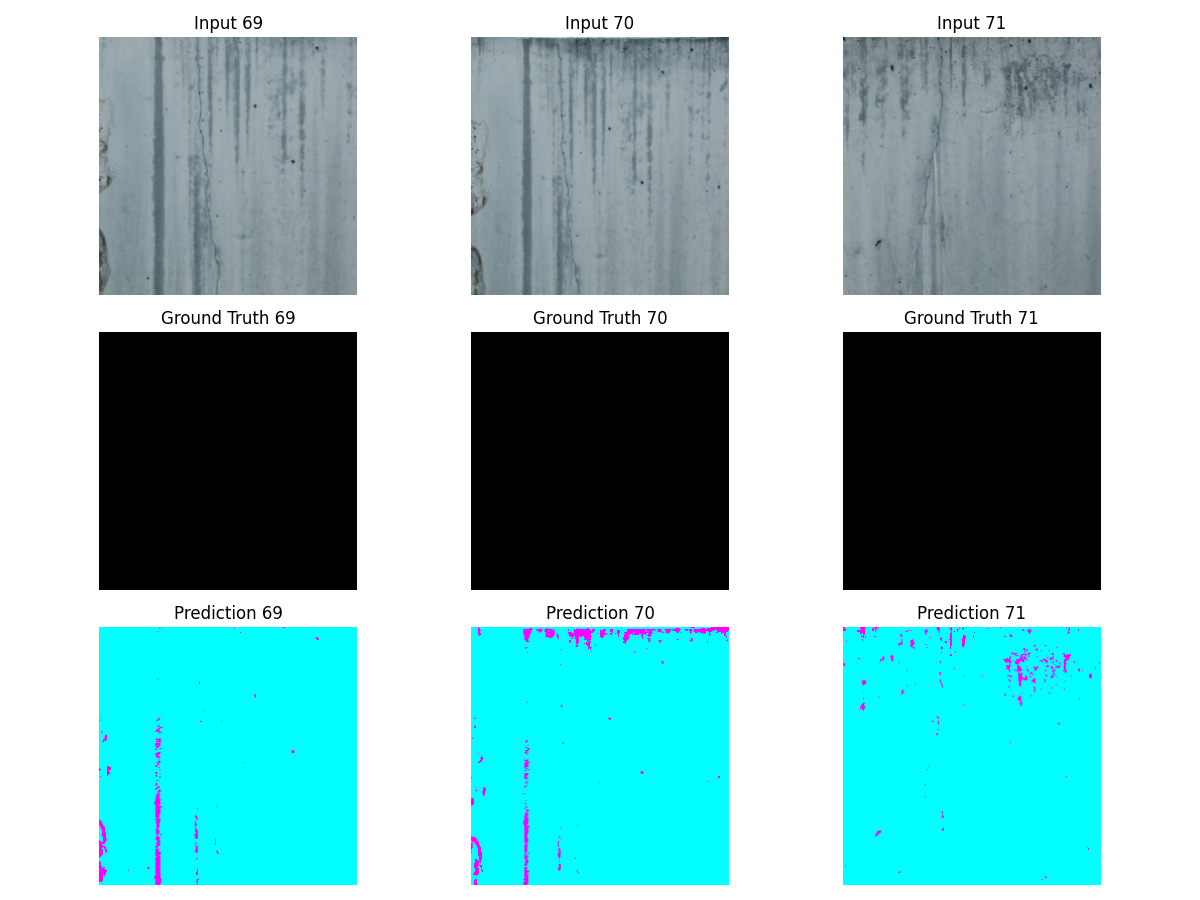 Input 69
Input 70
Input 71
Ground Truth 69
Ground Truth 70
Ground Truth 71
Prediction 69
Prediction 70
Prediction 71